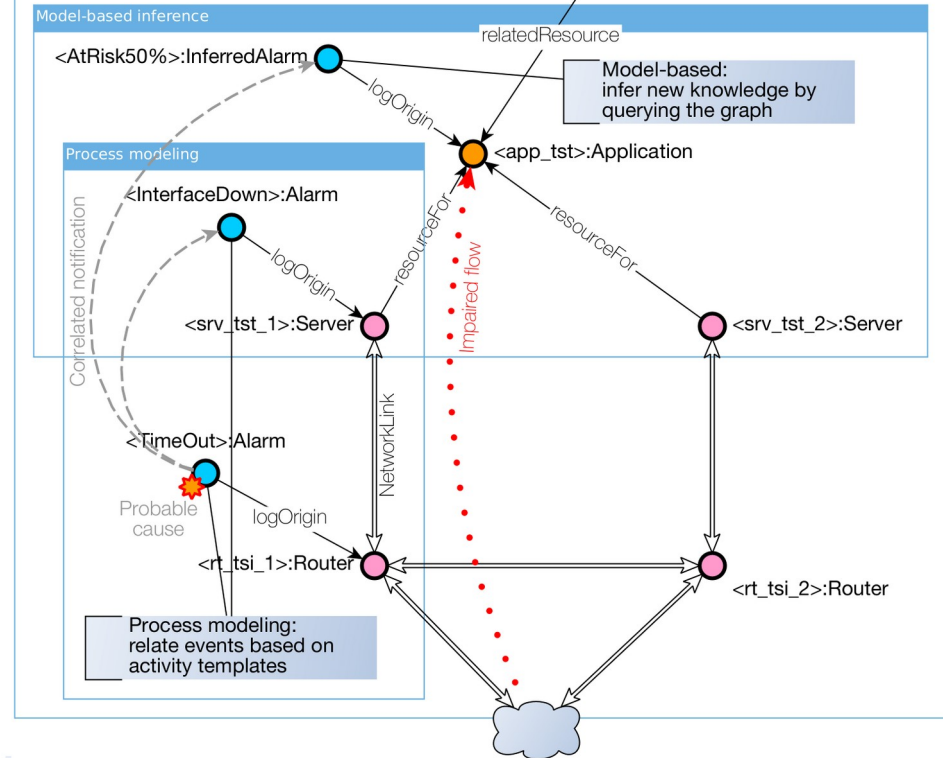 Model-based inference
relatedResource
<AtRisk50%>:InferredAlarm
Model-based:
infer new knowledge by
querying the graph
logOrigin
<app_tst>:Application
Process modeling
<InterfaceDown>:Alarm
Correlated notification
logOrigin
resourceFor
resourceFor
Impaired flow
<srv_tst_1>:Server
<srv_tst_2>:Server
NetworkLink
<TimeOut>:Alarm
Probable
cause
logOrigin
<rt_tsi_1>:Router
<rt_tsi_2>:Router
Process modeling:
relate events based on
activity templates